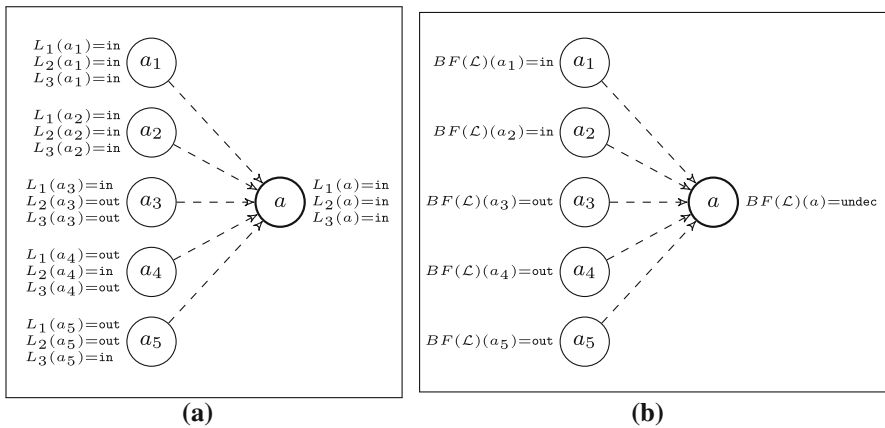 L1(a1)=in
L2(a1)=in
L3(a1)=in
a1
L1(a2)=in
L2(a2)=in
L3(a2)=in
a2
L1(a3)=in
L2(a3)=out
L3(a3)=out
a3
L1(a4)=out
L2(a4)=in
L3(a4)=out
a4
L1(a5)=out
L2(a5)=out
L3(a5)=in
a5
a
L1(a)=in
L2(a)=in
L3(a)=in
(a)
BF(ℒ)(a1)=in
a1
BF(ℒ)(a2)=in
a2
BF(ℒ)(a3)=out
a3
BF(ℒ)(a4)=out
a4
BF(ℒ)(a5)=out
a5
a
BF(ℒ)(a)=undec
(b)